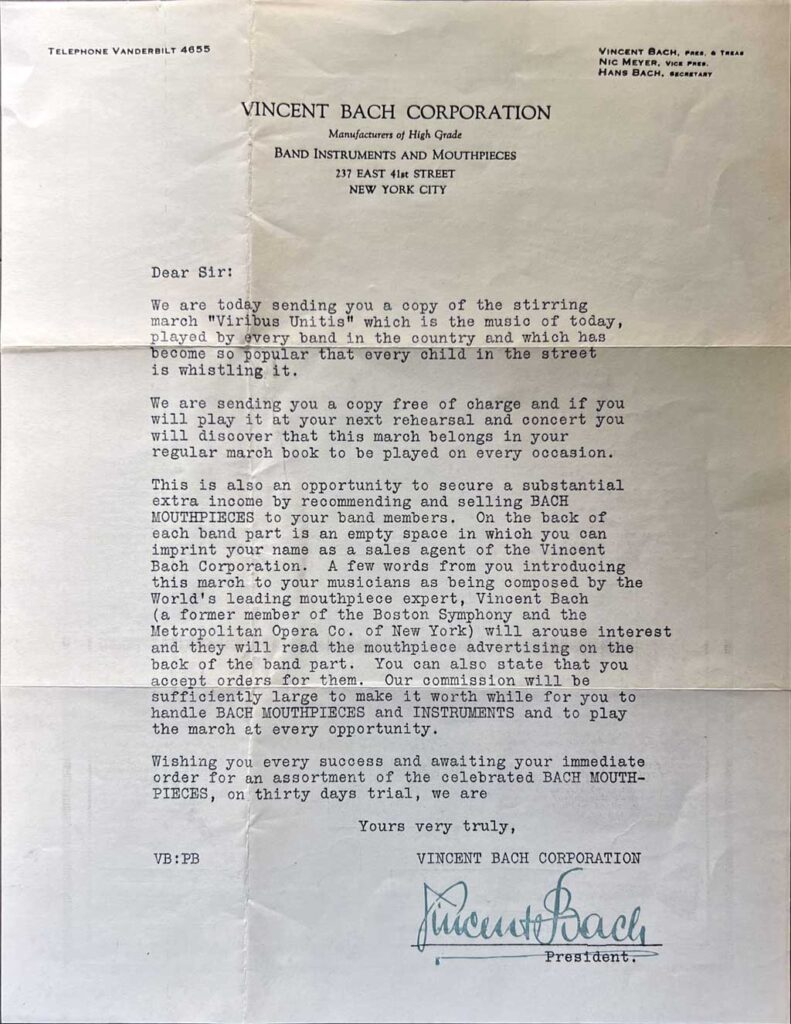 TELEPHONE VANDERBILT 4655
VINCENT BACH, PRES. & TREAS
NIC MEYER, VICE PRES.
HANS BACH, SECRETARY
VINCENT BACH CORPORATION
Manufacturers of High Grade
BAND INSTRUMENTS AND MOUTHPIECES
237 EAST 41st STREET
NEW YORK CITY
Dear Sir:
We are today sending you a copy of the stirring
march "Viribus Unitis" which is the music of today,
played by every band in the country and which has
become so popular that every child in the street
is whistling it.
We are sending you a copy free of charge and if you
will play it at your next rehearsal and concert you
will discover that this march belongs in your
regular march book to be played on every occasion.
This is also an opportunity to secure a substantial
extra income by recommending and selling BACH
MOUTHPIECES to your band members. On the back of
each band part is an empty space in which you can
imprint your name as a sales agent of the Vincent
Bach Corporation. A few words from you introducing
this march to your musicians as being composed by the
World's leading mouthpiece expert, Vincent Bach
(a former member of the Boston Symphony and the
Metropolitan Opera Co. of New York) will arouse interest
and they will read the mouthpiece advertising on the
back of the band part. You can also state that you
accept orders for them. Our commission will be
sufficiently large to make it worth while for you to
handle BACH MOUTHPIECES and INSTRUMENTS and to play
the march at every opportunity.
Wishing you every success and awaiting your immediate
order for an assortment of the celebrated BACH MOUTH-
PIECES, on thirty days trial, we are
Yours very truly,
VB:PB VINCENT BACH CORPORATION
Vincent Bach
President.